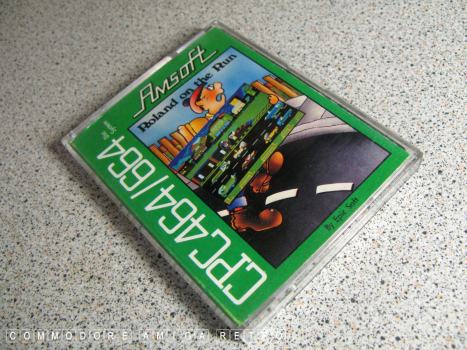 Amsoft
Roland on the Run
CPC464/664
By Epic Soft
COMMODORE AMIGA RETRO